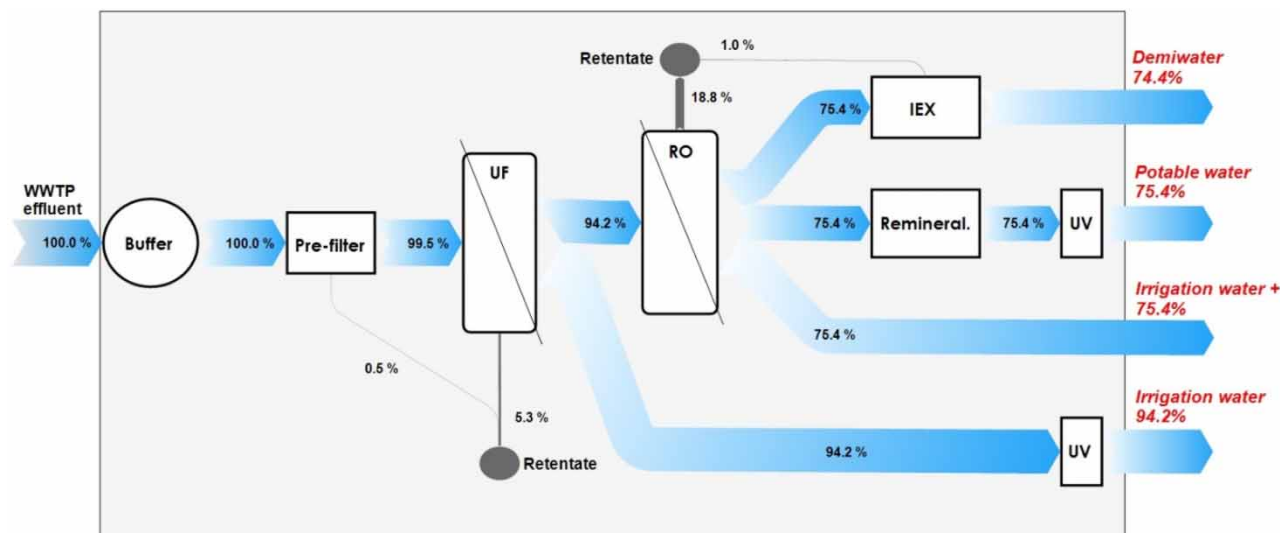 WWTP
effluent
100.0 %
Buffer
100.0 %
Pre-filter
99.5 %
0.5 %
UF
5.3 %
Retentate
94.2 %
Retentate
1.0 %
18.8 %
RO
75.4 %
IEX
Demiwater
74.4%
75.4 %
Remineral.
75.4 %
UV
Potable water
75.4%
75.4 %
Irrigation water +
75.4%
94.2 %
UV
Irrigation water
94.2%